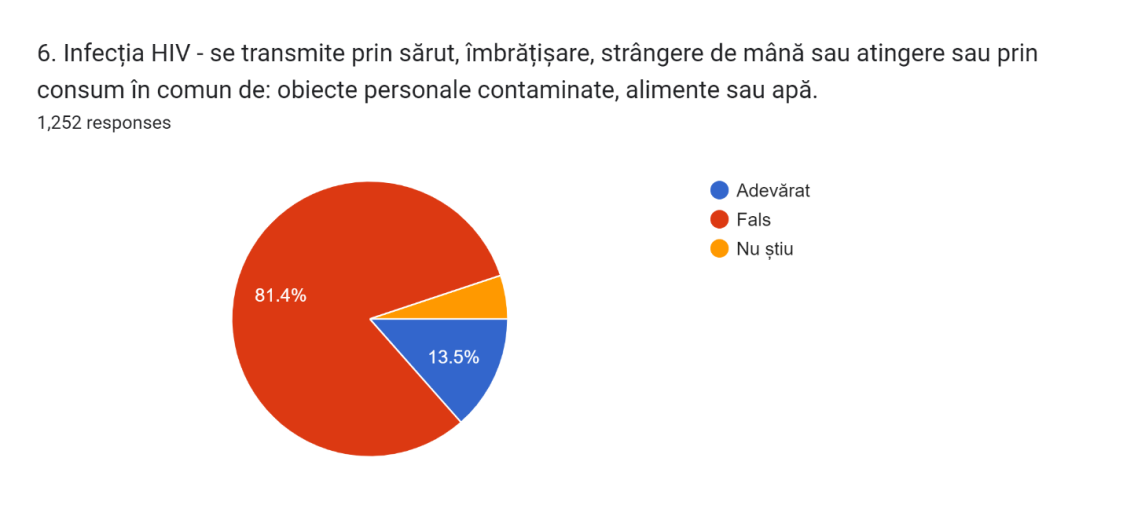 6. Infecția HIV - se transmite prin sărut, îmbrățișare, strângere de mână sau atingere sau prin
consum în comun de: obiecte personale contaminate, alimente sau apă.
1,252 responses
Adevărat
Fals
Nu știu
81.4%
13.5%